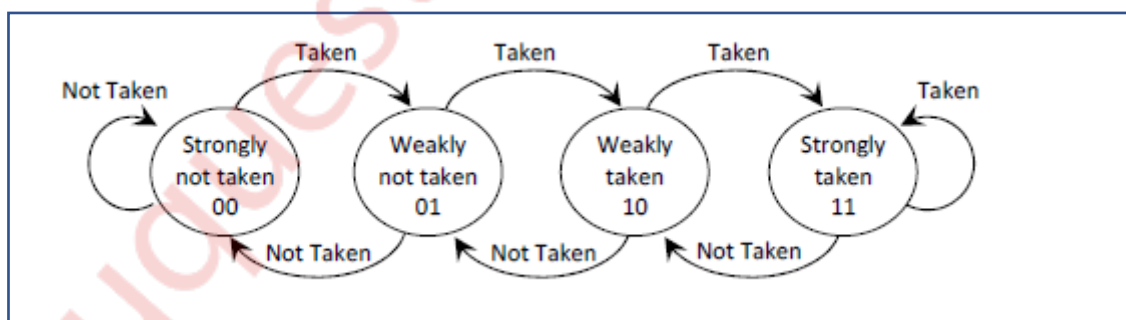 Taken Taken Taken
Not Taken Taken
Strongly
not taken
00
Weakly
not taken
01
Weakly
taken
10
Strongly
taken
11
Not Taken Not Taken Not Taken